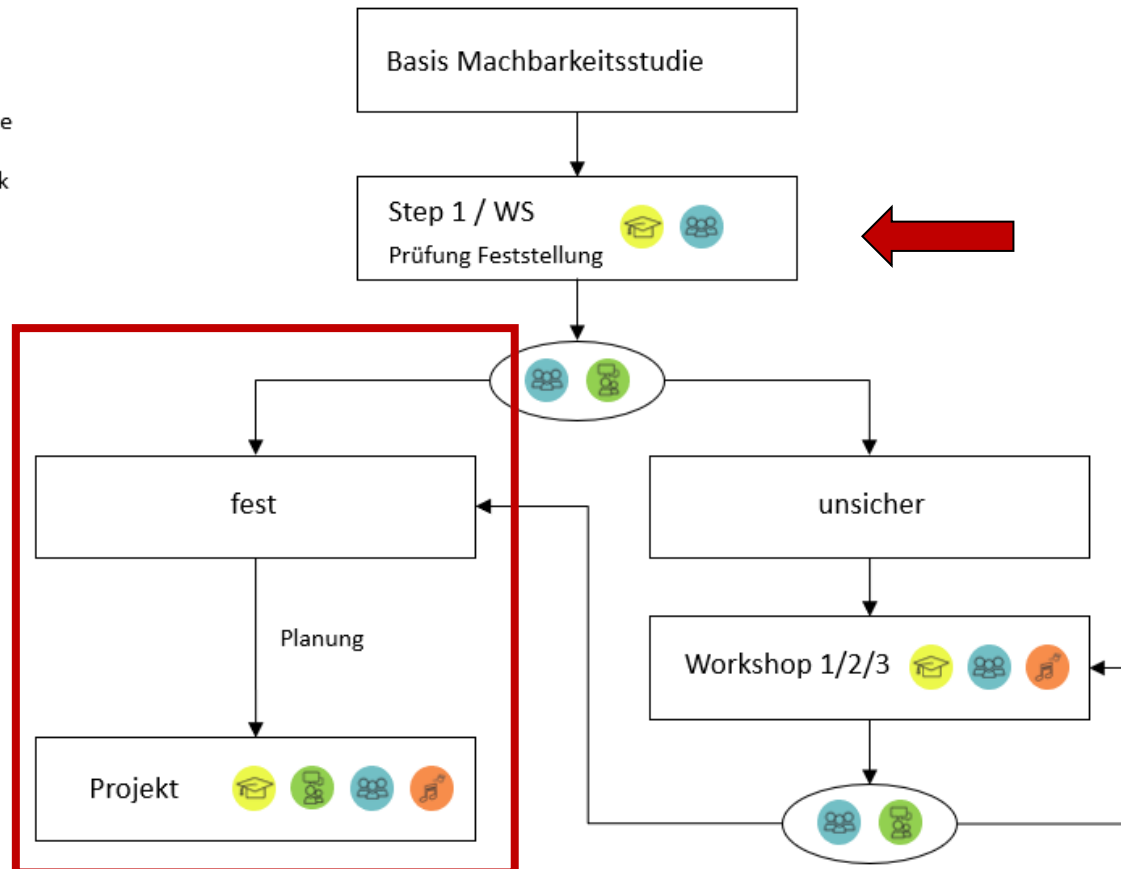 Basis Machbarkeitsstudie
e
k
Step 1 / WS
Prüfung Feststellung
fest
unsicher
Planung
Workshop 1/2/3
Projekt